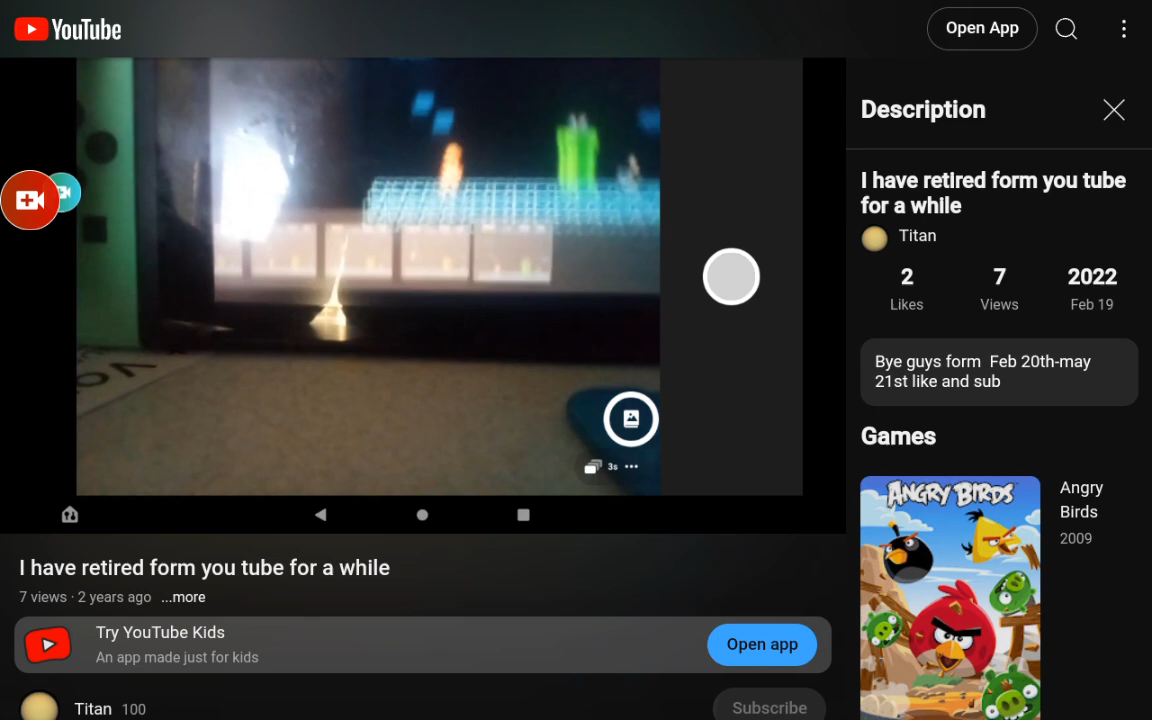 YouTube
Open App
Description
I have retired form you tube
for a while
Titan
2
7
2022
Likes
Views
Feb 19
Bye guys form  Feb 20th-may
21st like and sub
Games
ANGRY BIRDS
Angry
Birds
2009
3s
I have retired form you tube for a while
7 views · 2 years ago ...more
Try YouTube Kids
An app made just for kids
Open app
Titan 100
Subscribe